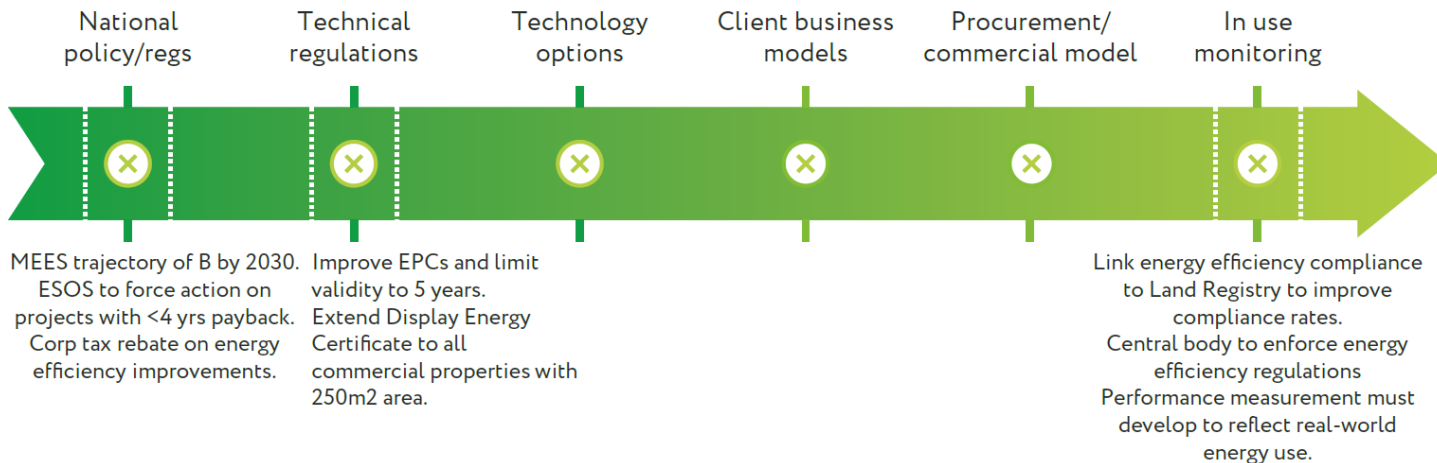 National
policy/regs
Technical
regulations
Technology
options
Client business
models
Procurement/
commercial model
In use
monitoring
MEES trajectory of B by 2030.
ESOS to force action on
projects with <4 yrs payback.
Corp tax rebate on energy
efficiency improvements.
Improve EPCs and limit
validity to 5 years.
Extend Display Energy
Certificate to all
commercial properties with
250m2 area.
Link energy efficiency compliance
to Land Registry to improve
compliance rates.
Central body to enforce energy
efficiency regulations
Performance measurement must
develop to reflect real-world
energy use.